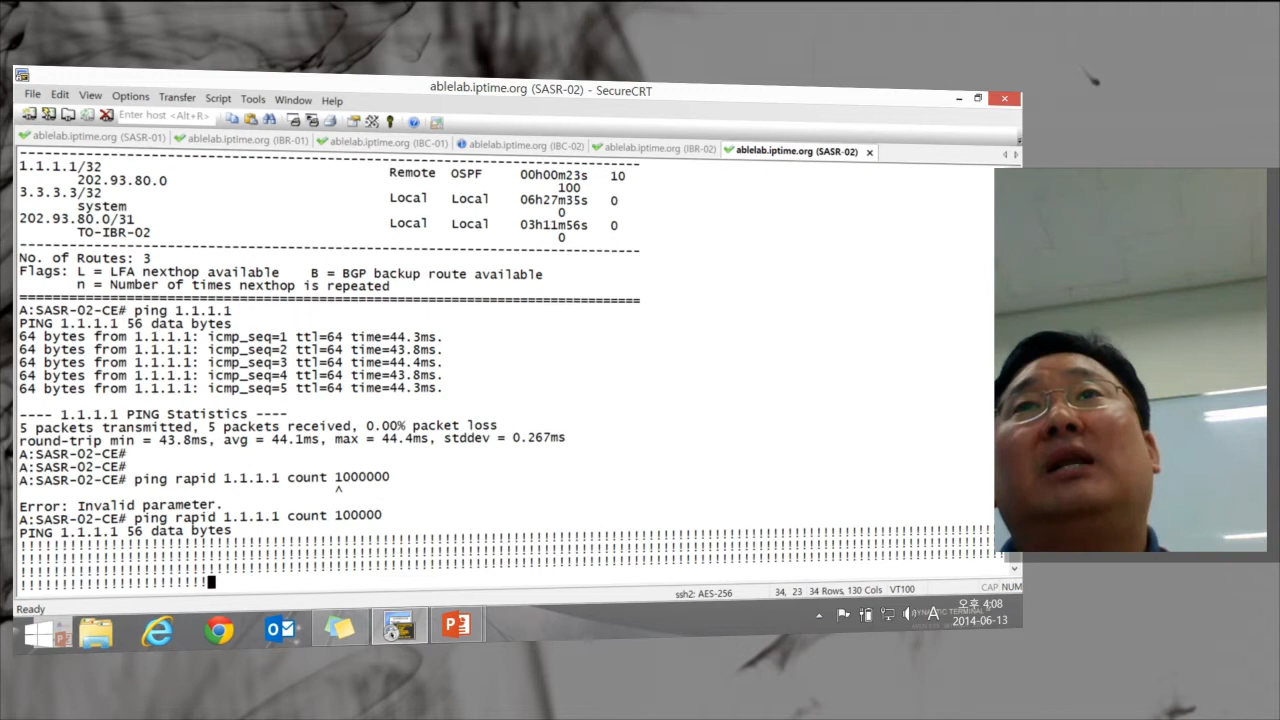 ablelab.iptime.org (SASR-02) - SecureCRT
File Edit View Options Transfer Script Tools Window Help
Enter host <Alt+R>
ablelab.iptime.org (SASR-01) ablelab.iptime.org (IBR-01) ablelab.iptime.org (IBC-01) ablelab.iptime.org (IBC-02) ablelab.iptime.org (IBR-02) ablelab.iptime.org (SASR-02)
-------------------------------------------------------------------------------
1.1.1.1/32 Remote OSPF 00h00m23s 10
202.93.80.0 100
3.3.3.3/32 Local Local 06h27m35s 0
system 0
202.93.80.0/31 Local Local 03h11m56s 0
TO-IBR-02 0
-------------------------------------------------------------------------------
No. of Routes: 3
Flags: L = LFA nexthop available B = BGP backup route available
n = Number of times nexthop is repeated
===============================================================================
A:SASR-02-CE# ping 1.1.1.1
PING 1.1.1.1 56 data bytes
64 bytes from 1.1.1.1: icmp_seq=1 ttl=64 time=44.3ms.
64 bytes from 1.1.1.1: icmp_seq=2 ttl=64 time=43.8ms.
64 bytes from 1.1.1.1: icmp_seq=3 ttl=64 time=44.4ms.
64 bytes from 1.1.1.1: icmp_seq=4 ttl=64 time=43.8ms.
64 bytes from 1.1.1.1: icmp_seq=5 ttl=64 time=44.3ms.
---- 1.1.1.1 PING Statistics ----
5 packets transmitted, 5 packets received, 0.00% packet loss
round-trip min = 43.8ms, avg = 44.1ms, max = 44.4ms, stddev = 0.267ms
A:SASR-02-CE#
A:SASR-02-CE#
A:SASR-02-CE# ping rapid 1.1.1.1 count 1000000
^
Error: Invalid parameter.
A:SASR-02-CE# ping rapid 1.1.1.1 count 100000
PING 1.1.1.1 56 data bytes
!!!!!!!!!!!!!!!!!!!!!!!!!!!!!!!!!!!!!!!!!!!!!!!!!!!!!!!!!!!!!!!!!!!!!!!!!!!!!!!!!!!!!!!!!!!!!!!!!!!!!!!!!!!!!!!!!!!!!!!!!!
!!!!!!!!!!!!!!!!!!!!!!!!!!!!!!!!!!!!!!!!!!!!!!!!!!!!!!!!!!!!!!!!!!!!!!!!!!!!!!!!!!!!!!!!!!!!!!!!!!!!!!!!!!!!!!!!!!!!!!!!!!
!!!!!!!!!!!!!!!!!!!!!!!!!!!!!!!!!!!!!!!!!!!!!!!!!!!!!!!!!!!!!!!!!!!!!!!!!!!!!!!!!!!!!!!!!!!!!!!!!!!!!!!!!!!!!!!!!!!!!!!!!!
!!!!!!!!!!!!!!!!!!!!!!
Ready ssh2: AES-256 34, 23 34 Rows, 130 Cols VT100 CAP NUM
A 오후 4:08
2014-06-13